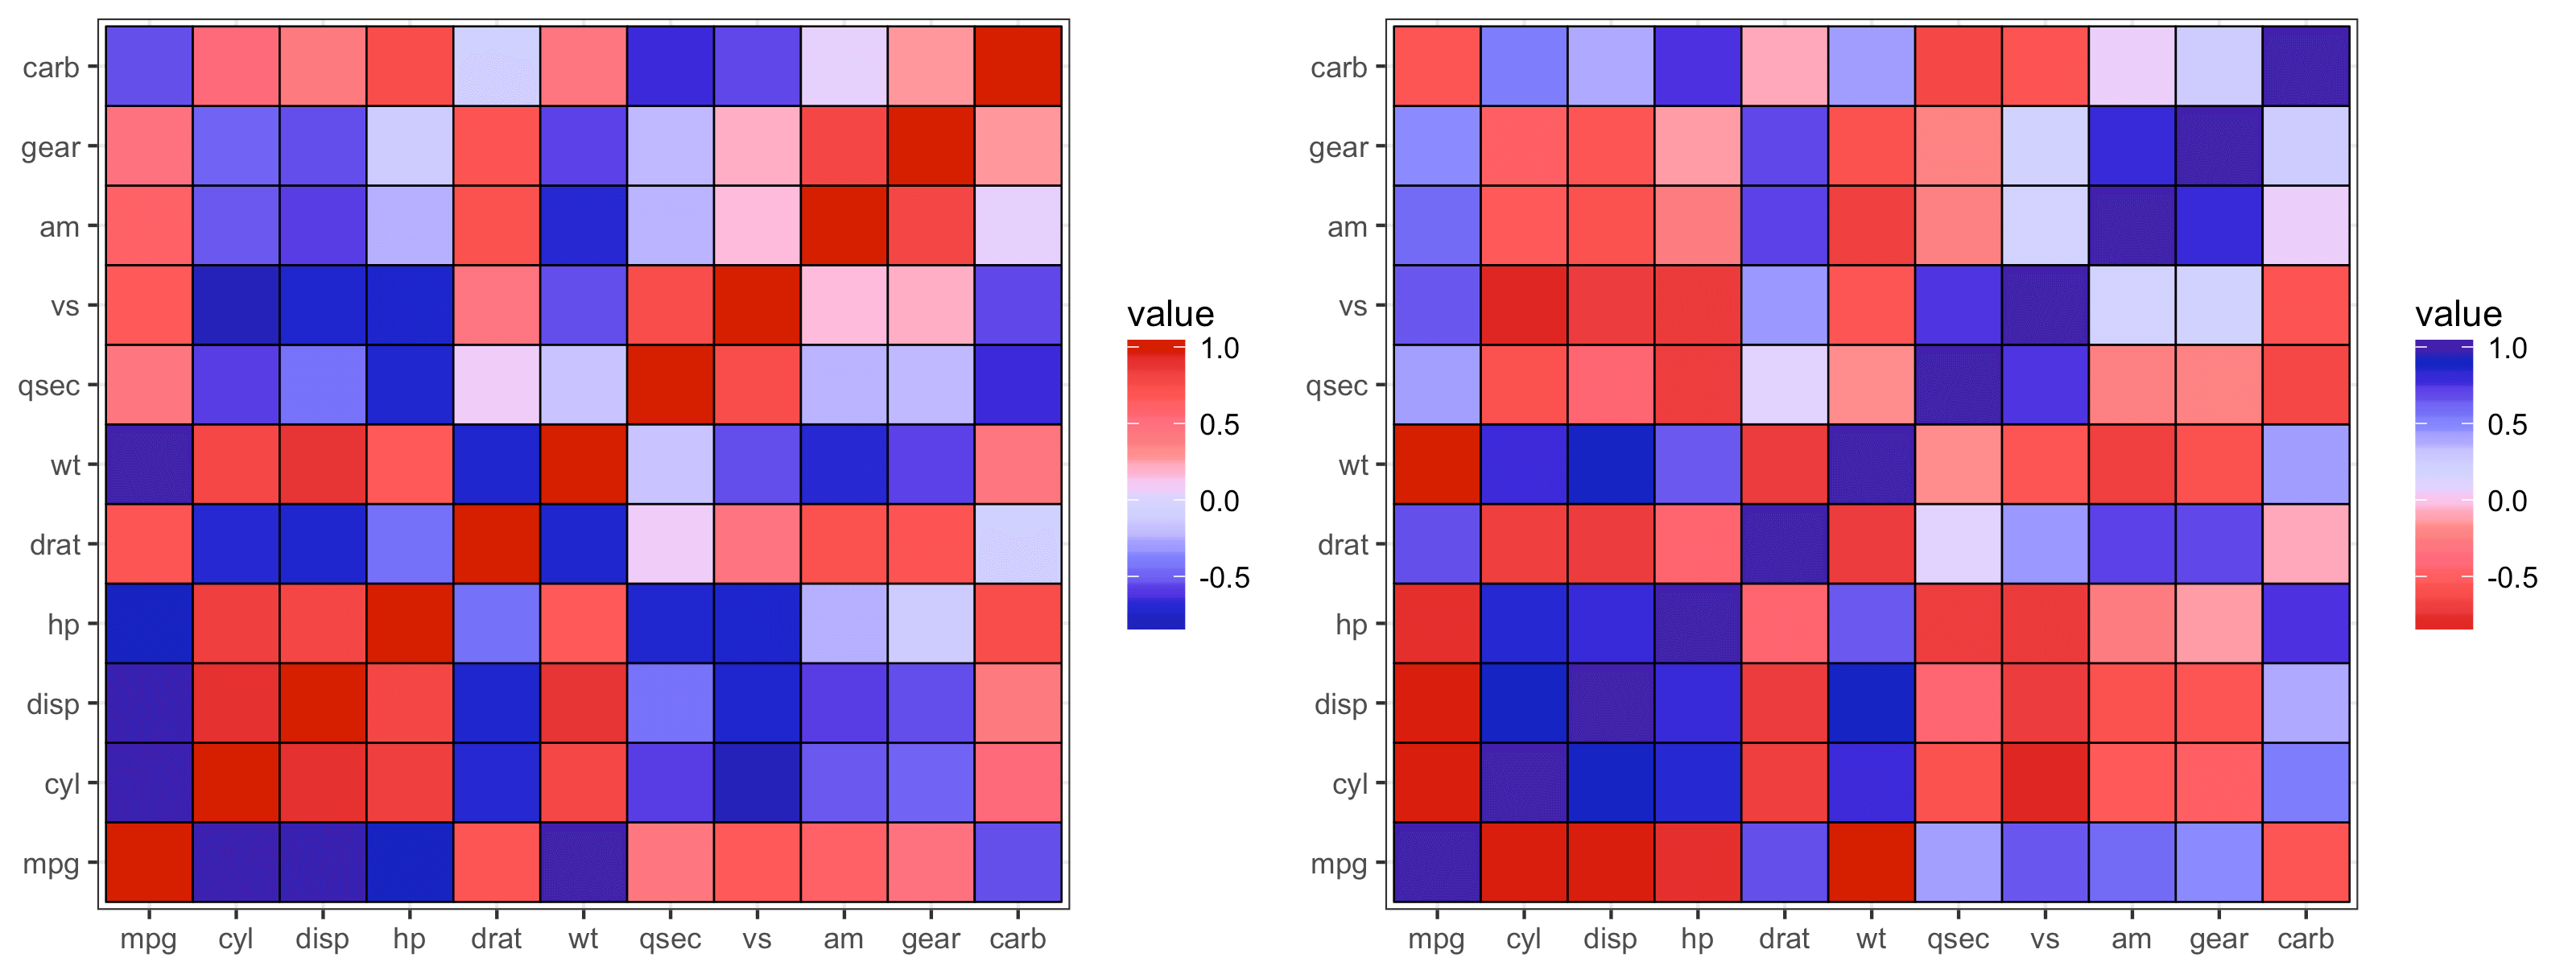 carb
gear
am
vs
qsec
wt
drat
hp
disp
cyl
mpg
mpg cyl disp hp drat wt qsec vs am gear carb
value
1.0
0.5
0.0
-0.5
carb
gear
am
vs
qsec
wt
drat
hp
disp
cyl
mpg
mpg cyl disp hp drat wt qsec vs am gear carb
value
1.0
0.5
0.0
-0.5